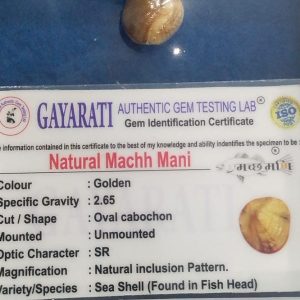 GAYARATI AUTHENTIC GEM TESTING LAB®
Gem Identification Certificate
e information contained in this certificate to the best of my knowledge and ability indentifies the specimen to be
Natural Machh Mani
Colour : Golden
Specific Gravity : 2.65
Cut / Shape : Oval cabochon
Mounted : Unmounted
Optic Character : SR
Magnification : Natural inclusion Pattern.
Variety/Species : Sea Shell (Found in Fish Head)
ISO